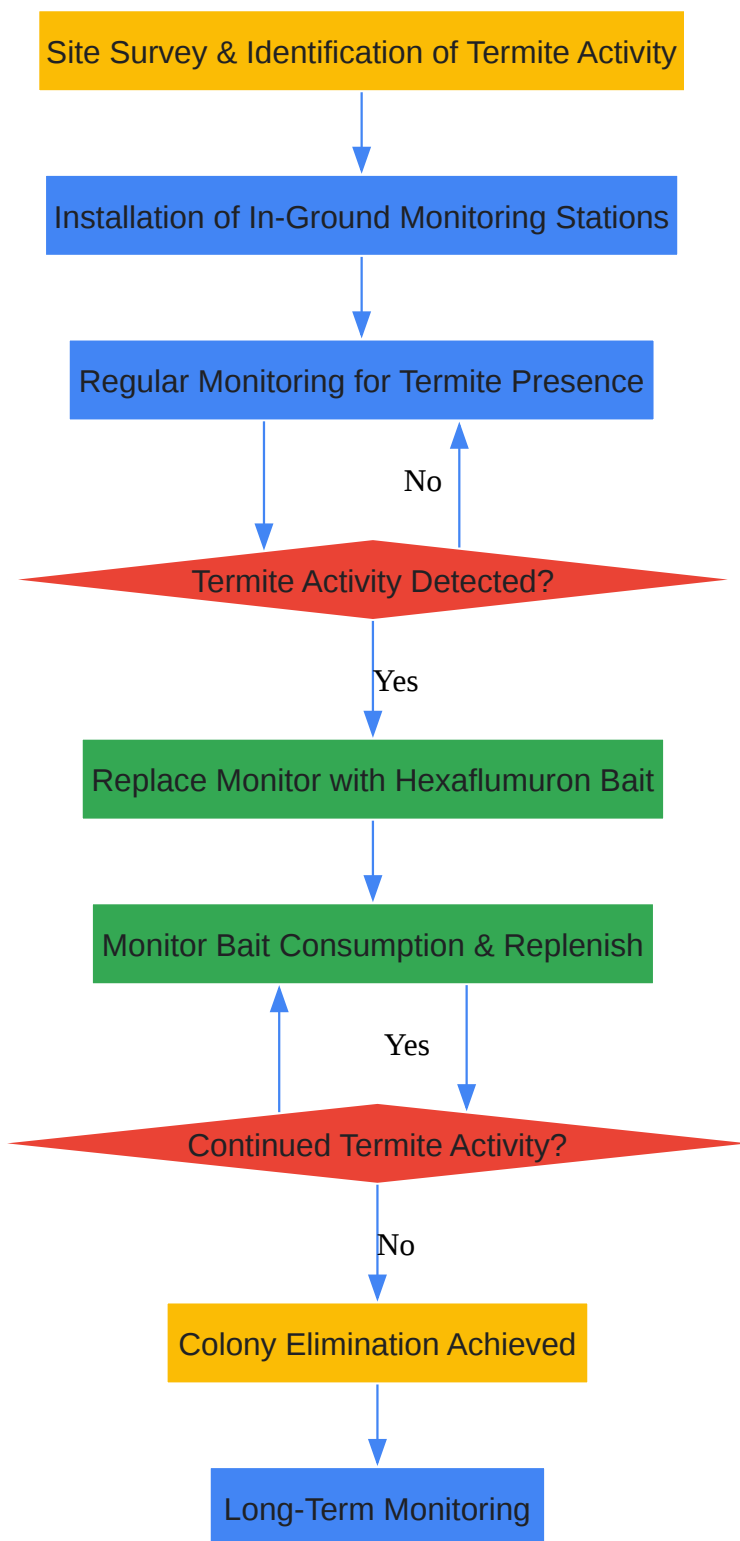 Site Survey & Identification of Termite Activity
Installation of In-Ground Monitoring Stations
Regular Monitoring for Termite Presence
No
Termite Activity Detected?
Yes
Replace Monitor with Hexaflumuron Bait
Monitor Bait Consumption & Replenish
Yes
Continued Termite Activity?
No
Colony Elimination Achieved
Long-Term Monitoring